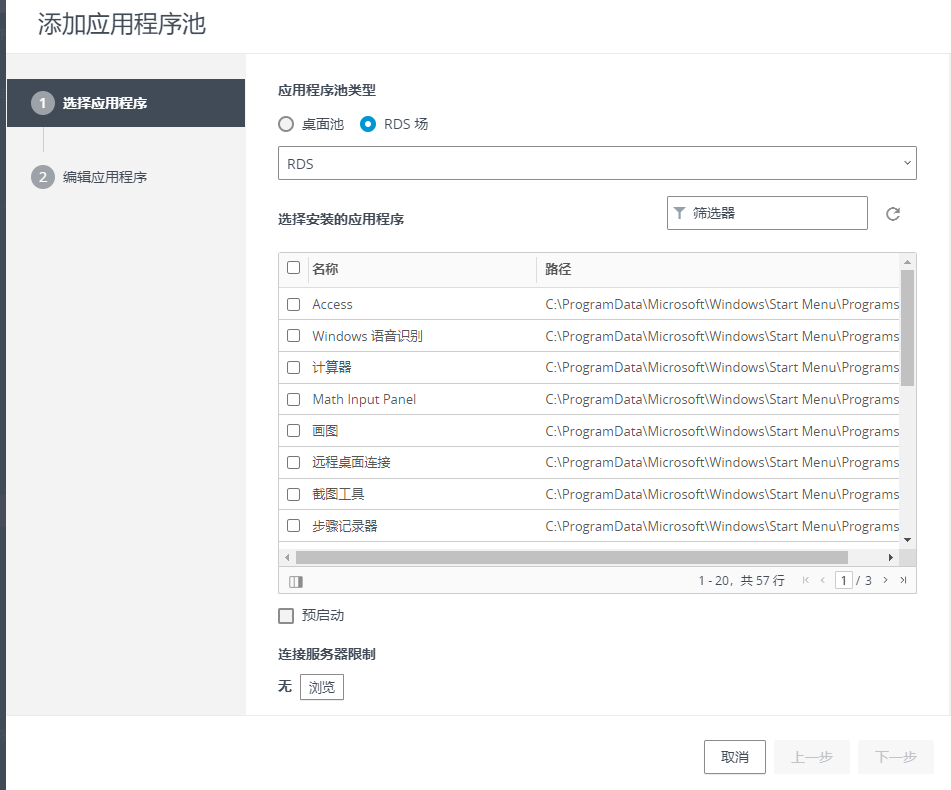 添加应用程序池
1 选择应用程序
2 编辑应用程序
应用程序池类型
桌面池 RDS 场
RDS
选择安装的应用程序
筛选器
名称 路径
Access C:\ProgramData\Microsoft\Windows\Start Menu\Programs
Windows 语音识别 C:\ProgramData\Microsoft\Windows\Start Menu\Programs
计算器 C:\ProgramData\Microsoft\Windows\Start Menu\Programs
Math Input Panel C:\ProgramData\Microsoft\Windows\Start Menu\Programs
画图 C:\ProgramData\Microsoft\Windows\Start Menu\Programs
远程桌面连接 C:\ProgramData\Microsoft\Windows\Start Menu\Programs
截图工具 C:\ProgramData\Microsoft\Windows\Start Menu\Programs
步骤记录器 C:\ProgramData\Microsoft\Windows\Start Menu\Programs
1 - 20，共 57 行 1 / 3
预启动
连接服务器限制
无 浏览
取消 上一步 下一步